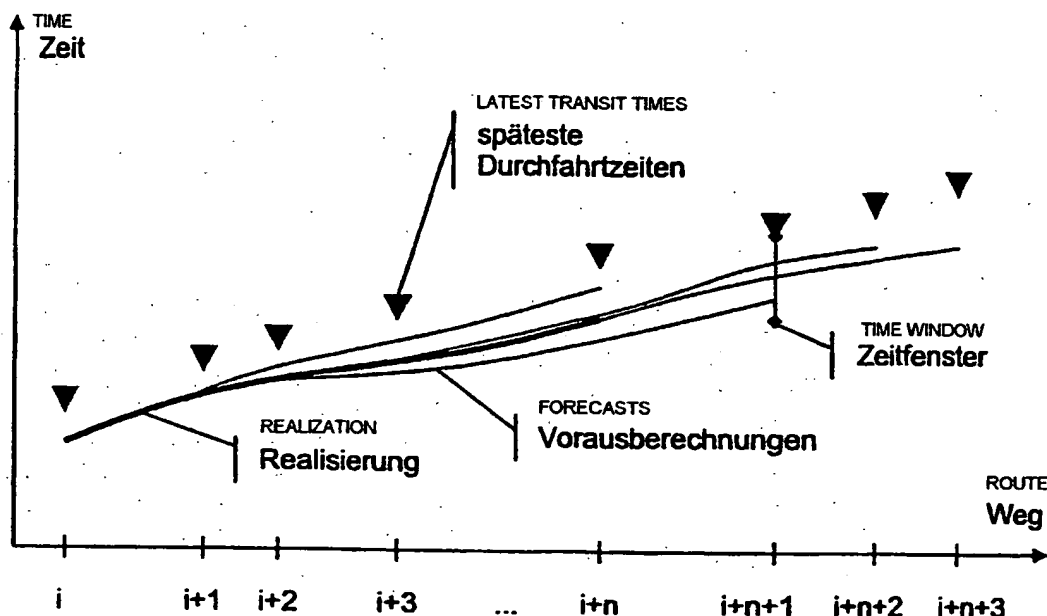 TIME
Zeit
LATEST TRANSIT TIMES
späteste
Durchfahrtzeiten
TIME WINDOW
Zeitfenster
FORECASTS
Vorausberechnungen
REALIZATION
Realisierung
ROUTE
Weg
i i+1 i+2 i+3 ... i+n i+n+1 i+n+2 i+n+3